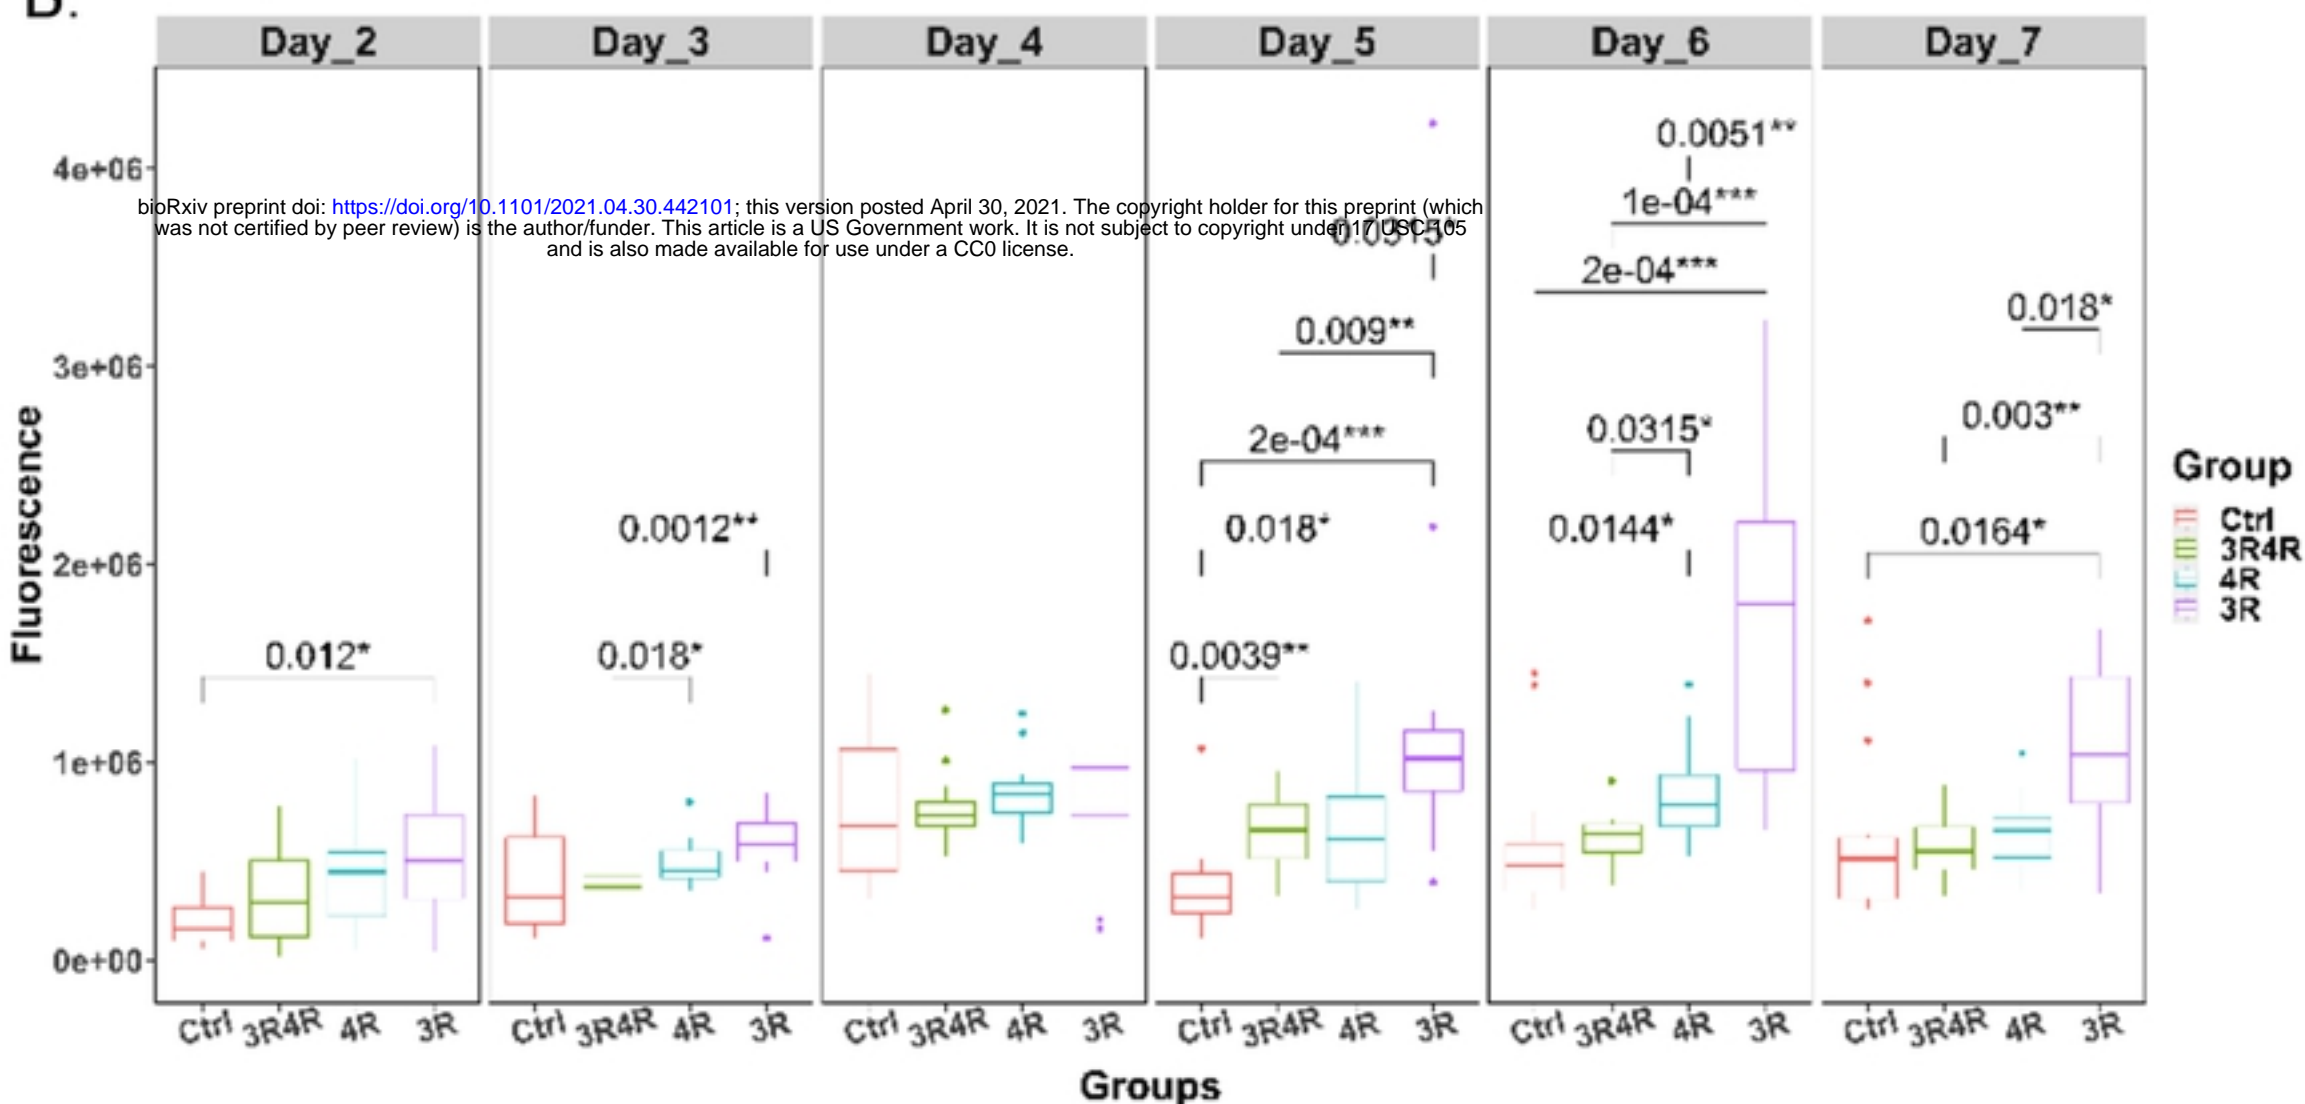 B.
Day_2 Day_3 Day_4 Day_5 Day_6 Day_7
0.0051**
4e+06
1e-04***
bioRxiv preprint doi: https://doi.org/10.1101/2021.04.30.442101; this version posted April 30, 2021. The copyright holder for this preprint (which
was not certified by peer review) is the author/funder. This article is a US Government work. It is not subject to copyright under 17 USC 105
and is also made available for use under a CC0 license.
0.0315*
2e-04***
0.018*
0.009**
3e+06
0.003**
0.0315*
2e-04***
0.0012** 0.018* 0.0144* 0.0164*
2e+06
0.012* 0.018* 0.0039**
1e+06
0e+00
Fluorescence
Group
Ctrl
3R4R
4R
3R
Ctrl 3R4R 4R 3R Ctrl 3R4R 4R 3R Ctrl 3R4R 4R 3R Ctrl 3R4R 4R 3R Ctrl 3R4R 4R 3R Ctrl 3R4R 4R 3R
Groups